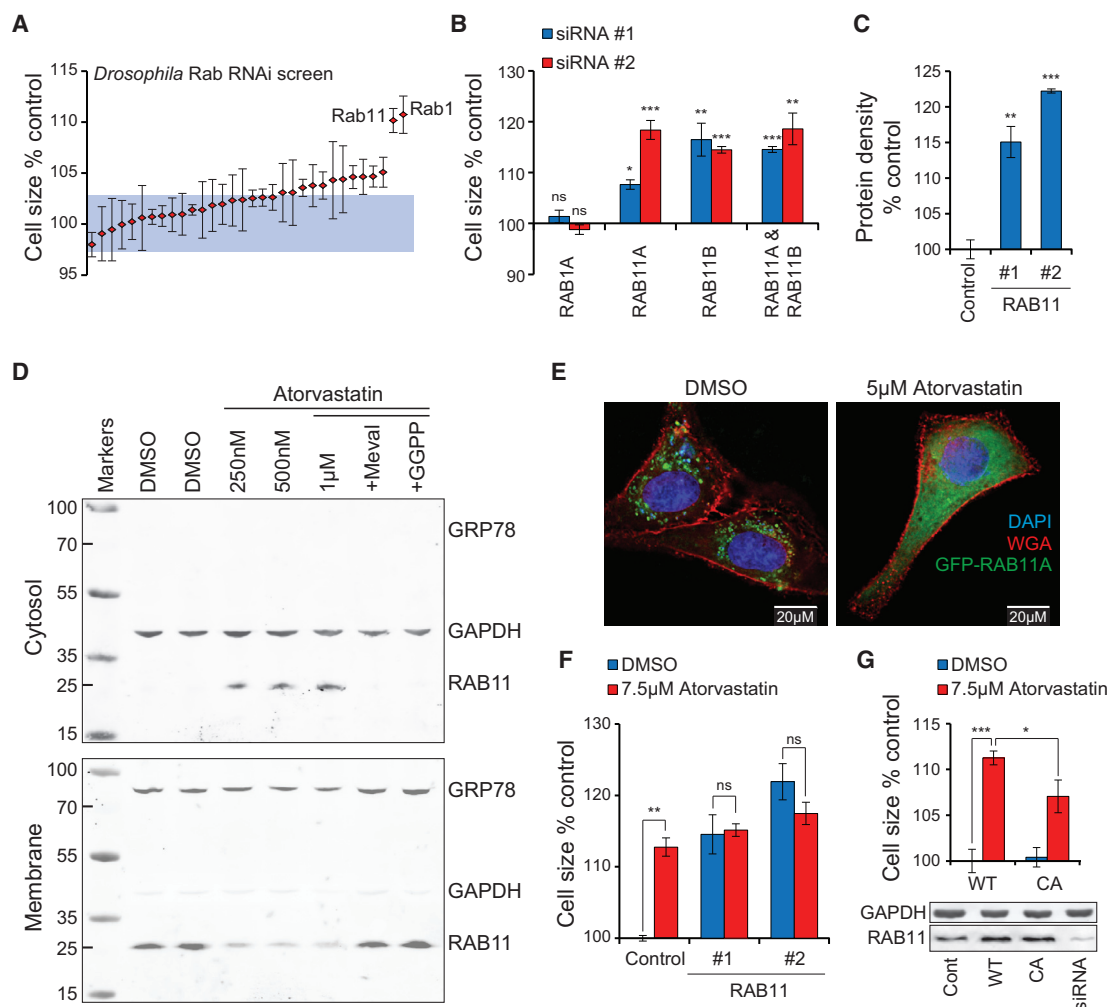 A
Cell size % control
115
110
105
100
95
Drosophila Rab RNAi screen
Rab11
Rab1
B
siRNA #1
siRNA #2
Cell size % control
130
120
110
100
90
ns
ns
*
***
**
***
***
**
RAB1A
RAB11A
RAB11B
RAB11A &
RAB11B
C
Protein density
% control
125
120
115
110
105
100
**
***
Control
#1
#2
RAB11
D
Atorvastatin
Markers
DMSO
DMSO
250nM
500nM
1µM
+Meval
+GGPP
Cytosol
100
70
55
35
25
15
GRP78
GAPDH
RAB11
Membrane
100
70
55
35
25
15
GRP78
GAPDH
RAB11
E
DMSO
5µM Atorvastatin
DAPI
WGA
GFP-RAB11A
20µM
20µM
F
DMSO
7.5µM Atorvastatin
Cell size % control
130
120
110
100
**
ns
ns
Control
#1
#2
RAB11
G
DMSO
7.5µM Atorvastatin
Cell size % control
115
110
105
100
***
*
WT
CA
GAPDH
RAB11
Cont
WT
CA
siRNA